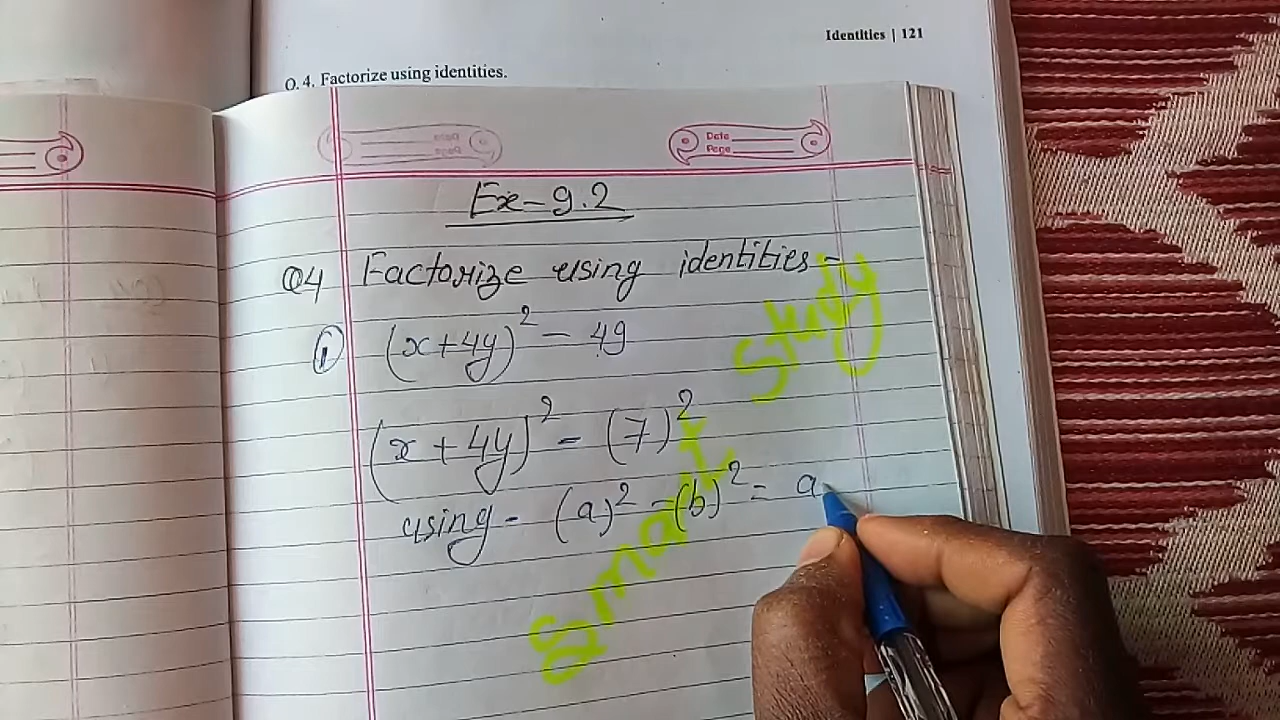 Identities | 121
Q. 4. Factorize using identities.
Date
Page
Ex-9.2
Q4 Factorize using identities-
(i) (x+4y)² - 49
(x+4y)² - (7)²
using - (a)² - (b)² = a
Smart Study